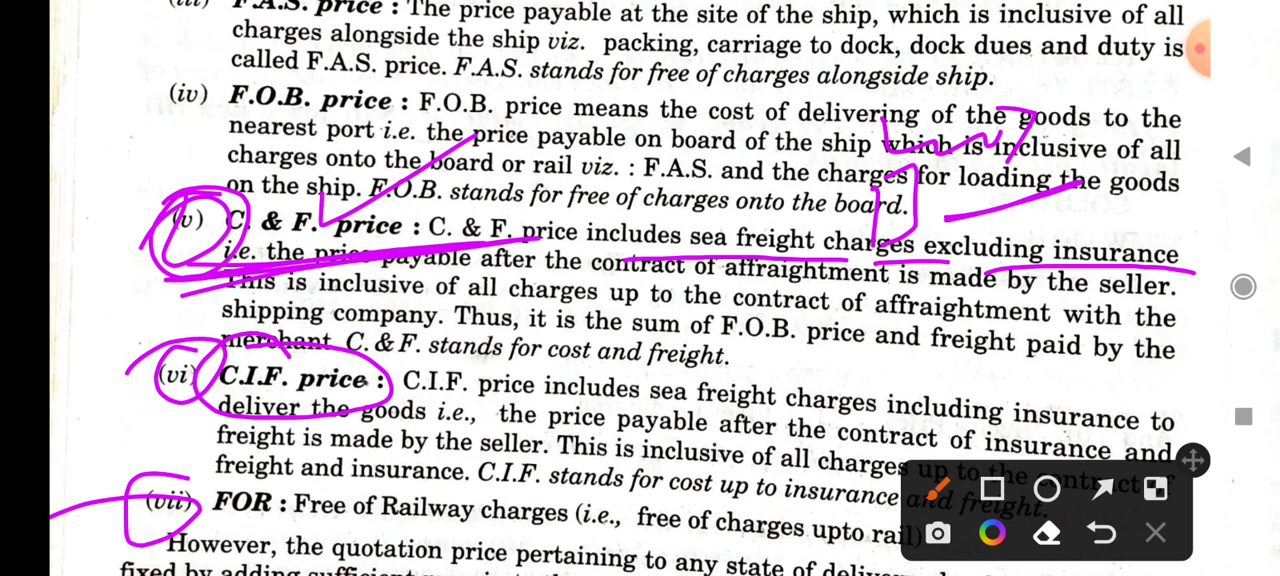 (iii) F.A.S. price : The price payable at the site of the ship, which is inclusive of all
charges alongside the ship viz. packing, carriage to dock, dock dues and duty is
called F.A.S. price. F.A.S. stands for free of charges alongside ship.
(iv) F.O.B. price : F.O.B. price means the cost of delivering of the goods to the
nearest port i.e. the price payable on board of the ship which is inclusive of all
charges onto the board or rail viz. : F.A.S. and the charges for loading the goods
on the ship. F.O.B. stands for free of charges onto the board.
(v) C. & F. price : C. & F. price includes sea freight charges excluding insurance
i.e. the price payable after the contract of affraightment is made by the seller.
This is inclusive of all charges up to the contract of affraightment with the
shipping company. Thus, it is the sum of F.O.B. price and freight paid by the
merchant C. & F. stands for cost and freight.
(vi) C.I.F. price : C.I.F. price includes sea freight charges including insurance to
deliver the goods i.e., the price payable after the contract of insurance and
freight is made by the seller. This is inclusive of all charges up to the contract of
freight and insurance. C.I.F. stands for cost up to insurance and freight.
(vii) FOR : Free of Railway charges (i.e., free of charges upto rail)
However, the quotation price pertaining to any state of
fixed by adding